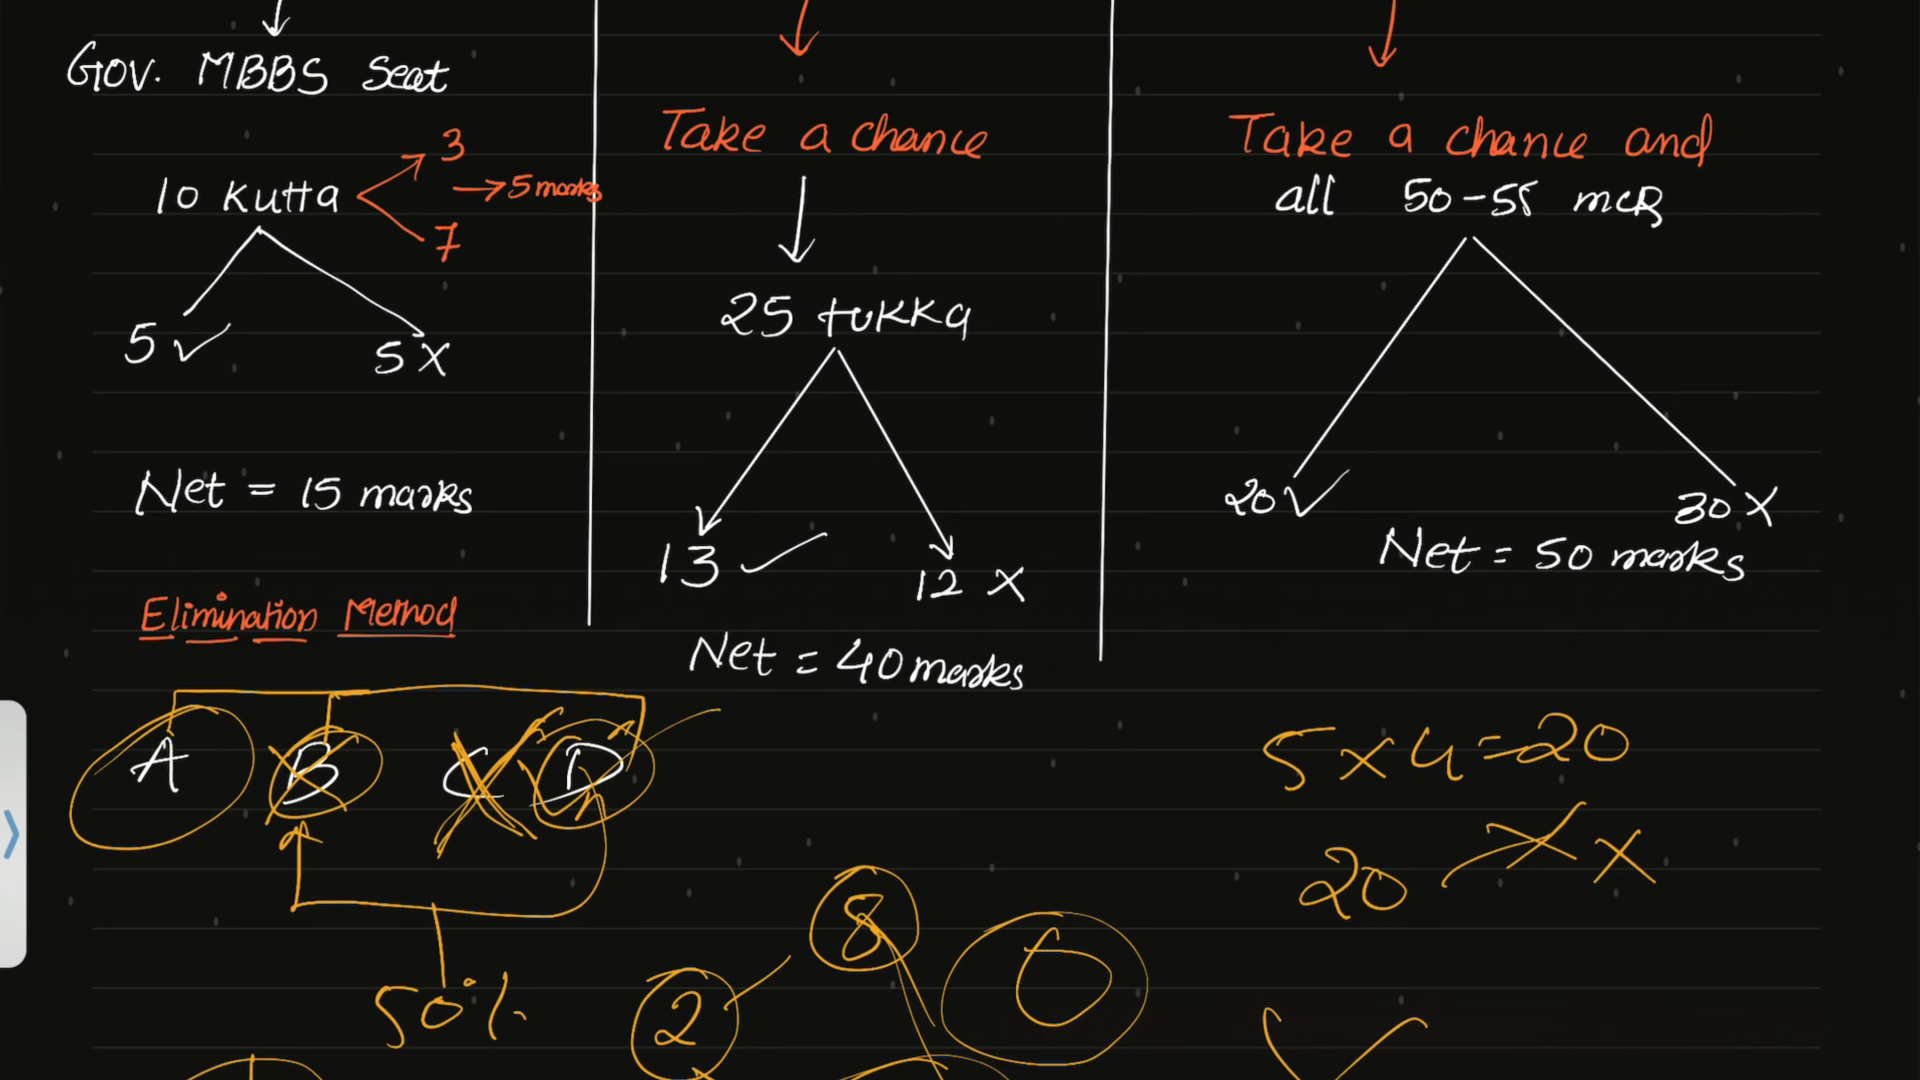 Gov. MBBS Seat
10 Kutta
3
→ 5 marks
7
5 ✓
5 X
Net = 15 marks
Elimination Method
A B C D
50%
Take a chance
25 tukka
13 ✓
12 X
Net = 40 marks
Take a chance and
all 50-55 mcq
20 ✓
30 X
Net = 50 marks
5 x 4 = 20
20 X X
8
2
0